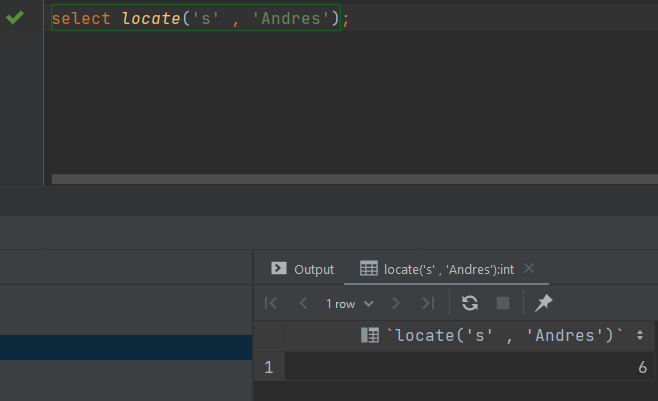 select locate('s' , 'Andres');
Output
locate('s' , 'Andres'):int
1 row
`locate('s' , 'Andres')`
1
6